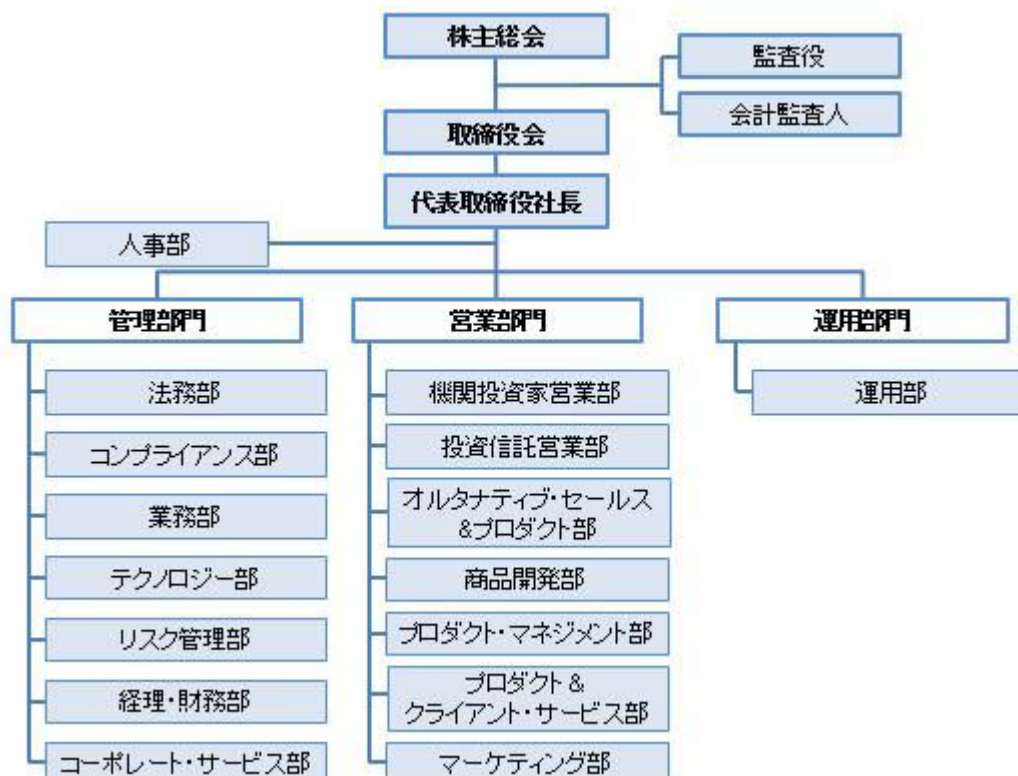 株主総会
監査役
会計監査人
取締役会
代表取締役社長
人事部
管理部門
法務部
コンプライアンス部
業務部
テクノロジー部
リスク管理部
経理・財務部
コーポレート・サービス部
営業部門
機関投資家営業部
投資信託営業部
オルタナティブ・セールス
&プロダクト部
商品開発部
プロダクト・マネジメント部
プロダクト &
クライアント・サービス部
マーケティング部
運用部門
運用部